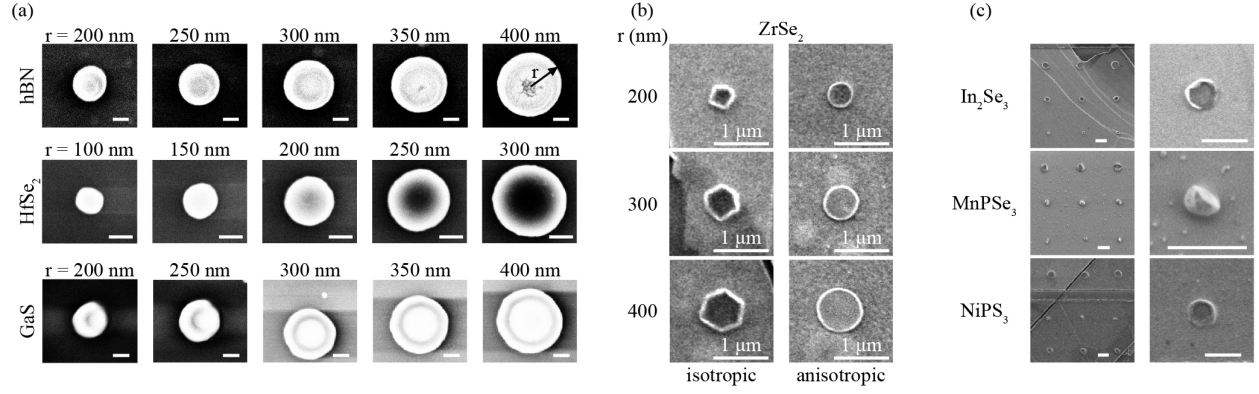 (a)
r = 200 nm 250 nm 300 nm 350 nm 400 nm
hBN
r
r = 100 nm 150 nm 200 nm 250 nm 300 nm
HfSe₂
r = 200 nm 250 nm 300 nm 350 nm 400 nm
GaS
(b)
r (nm) ZrSe₂
200
1 μm 1 μm
300
1 μm 1 μm
400
1 μm 1 μm
isotropic anisotropic
(c)
In₂Se₃
MnPSe₃
NiPS₃